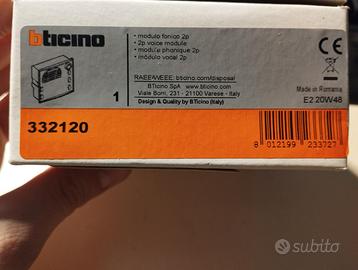 bticino
• modulo fonico 2p
• 2p voice module
• module phonique 2p
• módulo vocal 2p
CE
1
RAEE/WEEE: bticino.com/disposal
BTicino SpA www.bticino.com
Viale Borri, 231 - 21100 Varese - (Italy)
Design & Quality by BTicino (Italy)
Made in Romania
E2 20W48
332120
8 012199 233727
subito